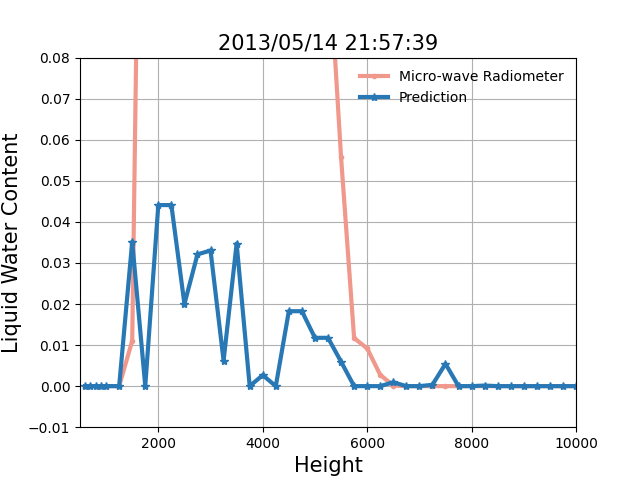 2013/05/14 21:57:39
Micro-wave Radiometer
Prediction
Liquid Water Content
0.08
0.07
0.06
0.05
0.04
0.03
0.02
0.01
0.00
−0.01
2000 4000 6000 8000 10000
Height